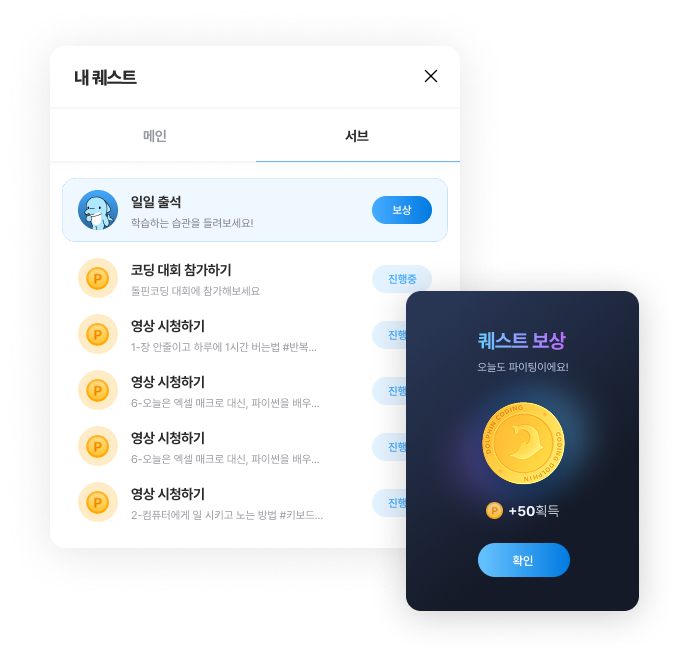 내 퀘스트
메인
서브
일일 출석
학습하는 습관을 들려보세요!
보상
코딩 대회 참가하기
돌핀코딩 대회에 참가해보세요
진행중
영상 시청하기
1-장 안줄이고 하루에 1시간 버는법 #반복...
진행
영상 시청하기
6-오늘은 엑셀 매크로 대신, 파이썬을 배우...
진행
영상 시청하기
6-오늘은 엑셀 매크로 대신, 파이썬을 배우...
진행
영상 시청하기
2-컴퓨터에게 일 시키고 노는 방법 #키보드...
진행
퀘스트 보상
오늘도 파이팅이에요!
DOLPHIN CODING
CODING DOLPHIN
P +50획득
확인